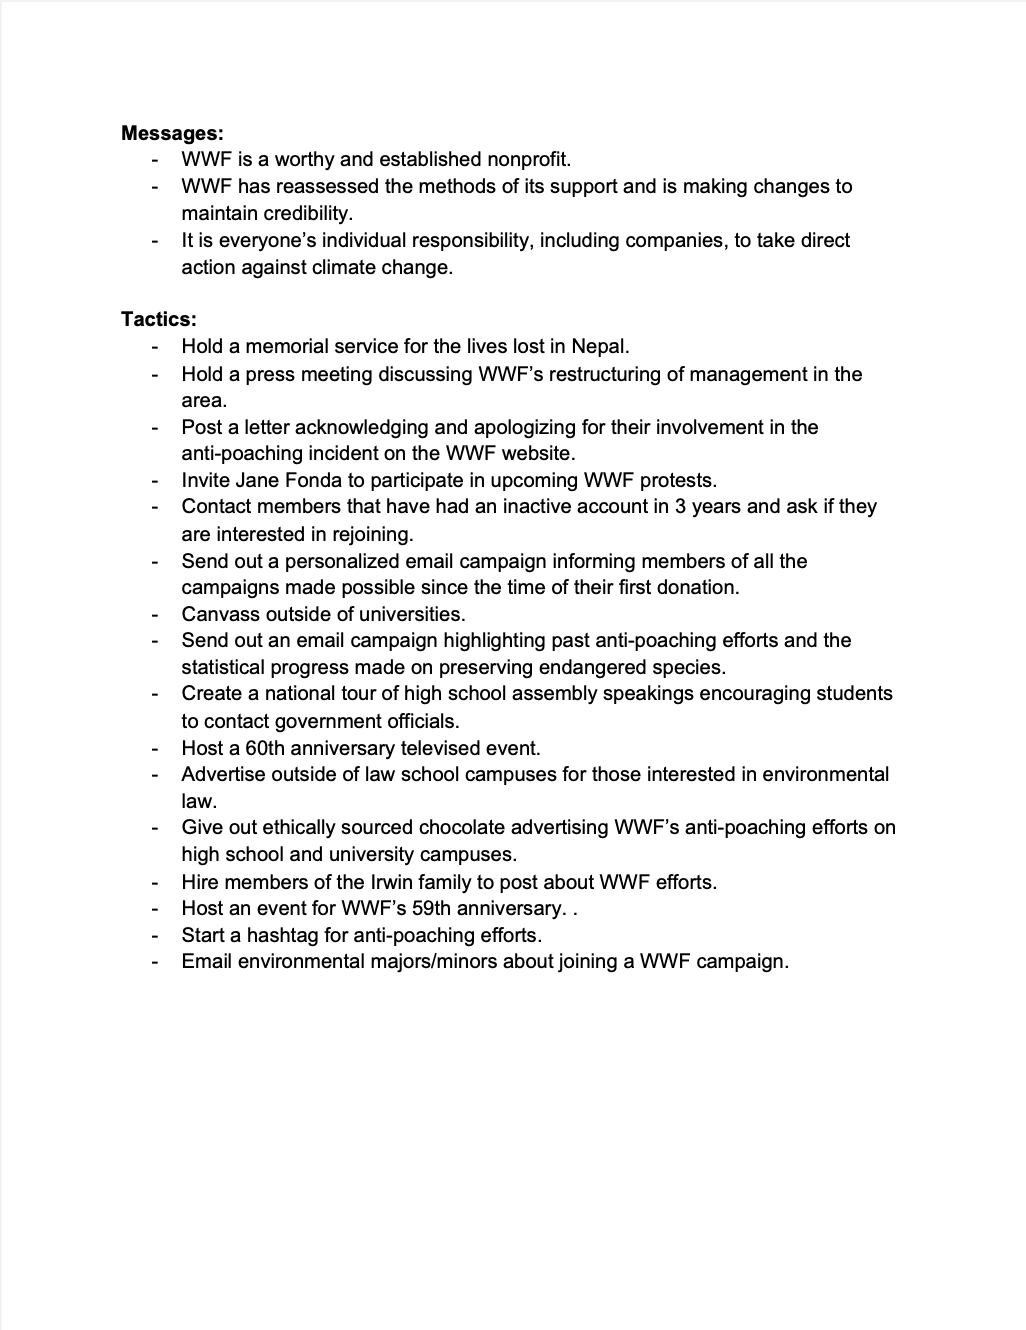 Messages:
- WWF is a worthy and established nonprofit.
- WWF has reassessed the methods of its support and is making changes to
maintain credibility.
- It is everyone’s individual responsibility, including companies, to take direct
action against climate change.
Tactics:
- Hold a memorial service for the lives lost in Nepal.
- Hold a press meeting discussing WWF’s restructuring of management in the
area.
- Post a letter acknowledging and apologizing for their involvement in the
anti-poaching incident on the WWF website.
- Invite Jane Fonda to participate in upcoming WWF protests.
- Contact members that have had an inactive account in 3 years and ask if they
are interested in rejoining.
- Send out a personalized email campaign informing members of all the
campaigns made possible since the time of their first donation.
- Canvass outside of universities.
- Send out an email campaign highlighting past anti-poaching efforts and the
statistical progress made on preserving endangered species.
- Create a national tour of high school assembly speakings encouraging students
to contact government officials.
- Host a 60th anniversary televised event.
- Advertise outside of law school campuses for those interested in environmental
law.
- Give out ethically sourced chocolate advertising WWF’s anti-poaching efforts on
high school and university campuses.
- Hire members of the Irwin family to post about WWF efforts.
- Host an event for WWF’s 59th anniversary. .
- Start a hashtag for anti-poaching efforts.
- Email environmental majors/minors about joining a WWF campaign.